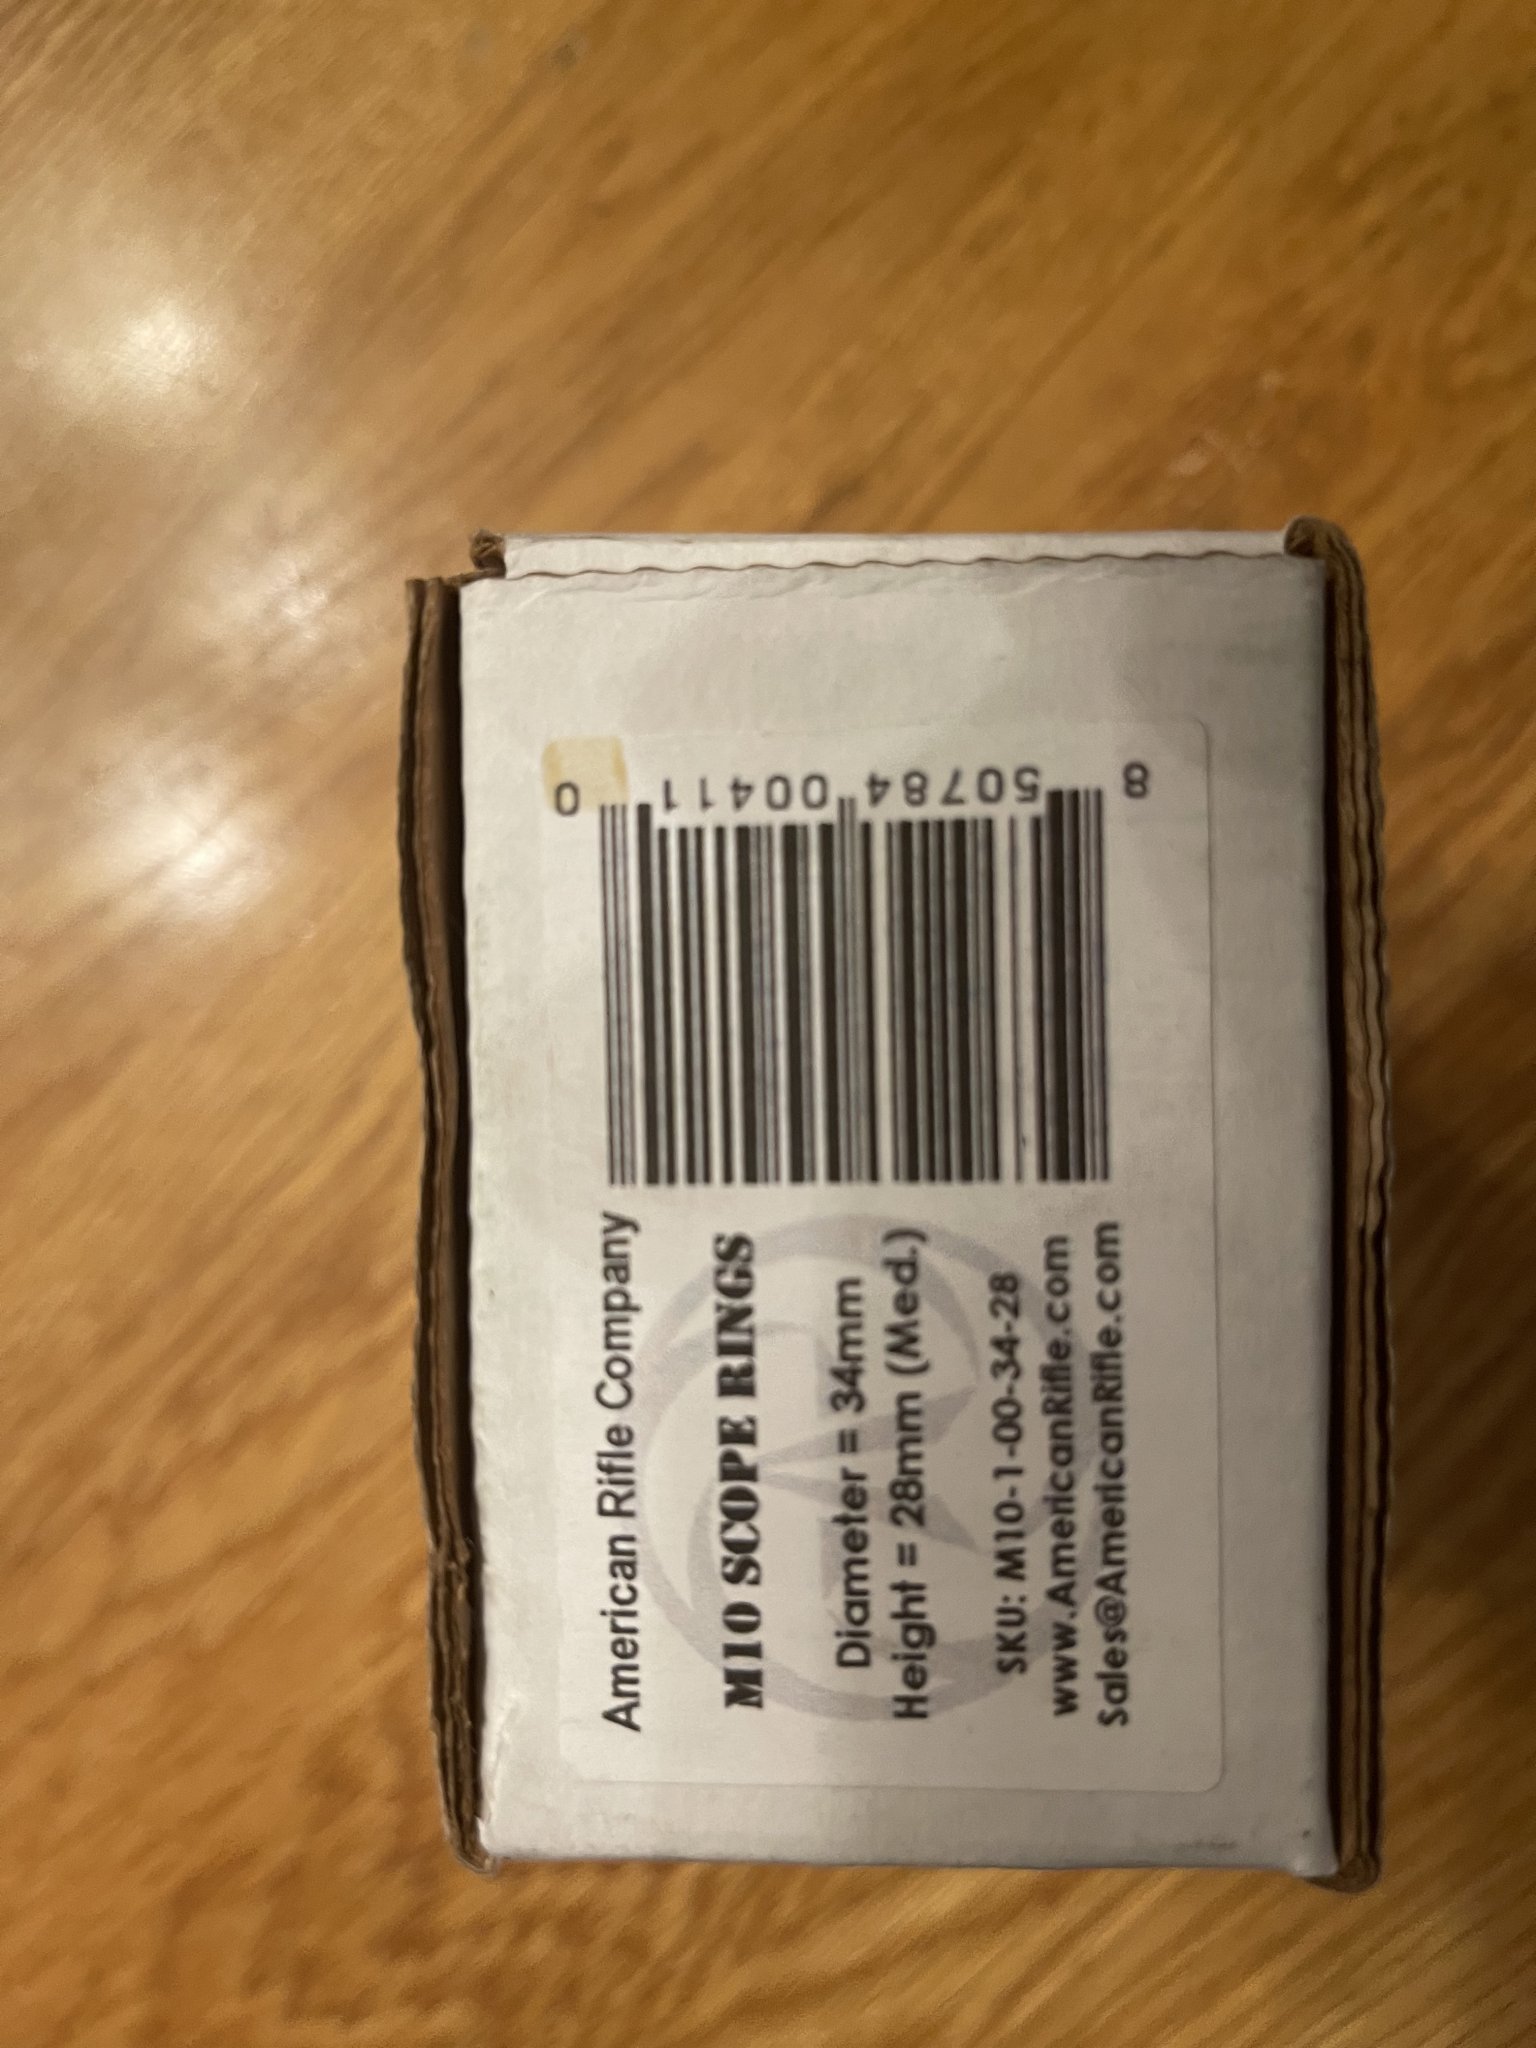 American Rifle Company
M10 SCOPE RINGS
Diameter = 34mm
Height = 28mm (Med.)
SKU: M10-1-00-34-28
www.AmericanRifle.com
Sales@AmericanRifle.com
8 50784 00411 0